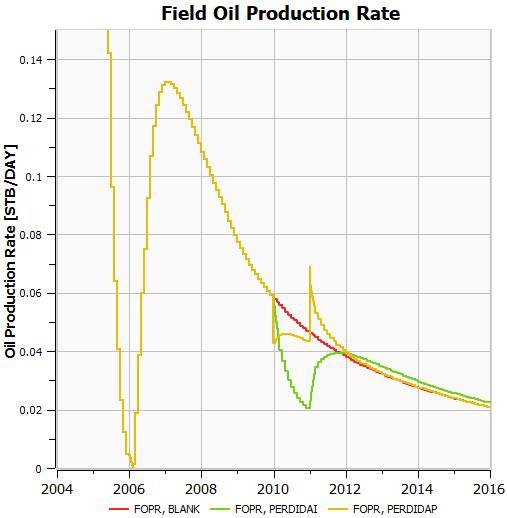 Field Oil Production Rate
Oil Production Rate [STB/DAY]
0.14
0.12
0.1
0.08
0.06
0.04
0.02
0
2004 2006 2008 2010 2012 2014 2016
FOPR, BLANK FOPR, PERDIDAI FOPR, PERDIDAP